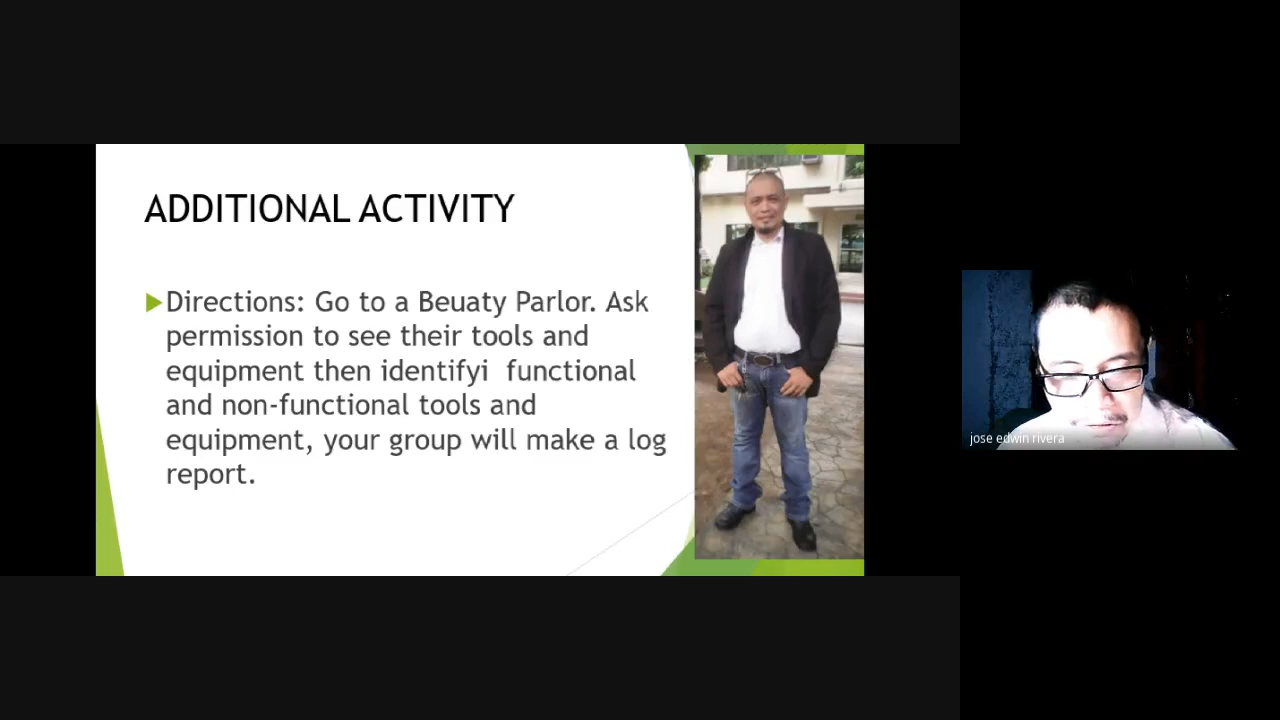 ADDITIONAL ACTIVITY
Directions: Go to a Beuaty Parlor. Ask
permission to see their tools and
equipment then identifyi functional
and non-functional tools and
equipment, your group will make a log
report.
jose edwin rivera